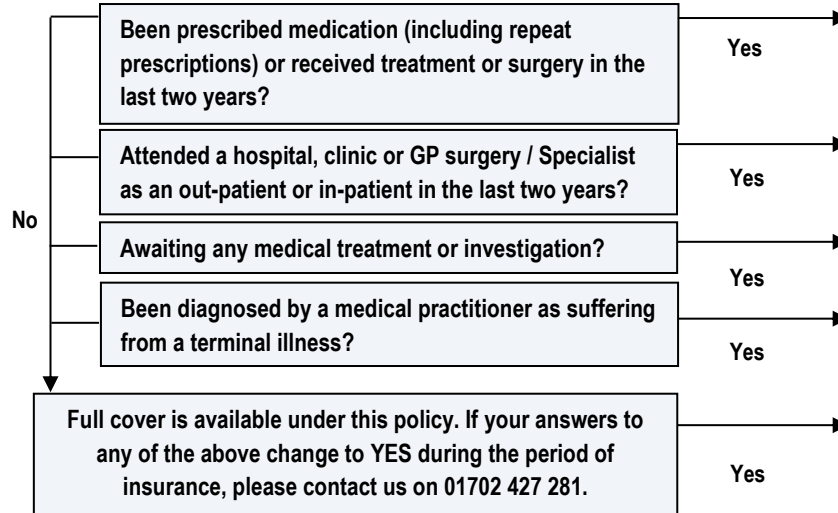 Been prescribed medication (including repeat
prescriptions) or received treatment or surgery in the
last two years?
Yes
Attended a hospital, clinic or GP surgery / Specialist
as an out-patient or in-patient in the last two years?
Yes
No
Awaiting any medical treatment or investigation?
Yes
Been diagnosed by a medical practitioner as suffering
from a terminal illness?
Yes
Full cover is available under this policy. If your answers to
any of the above change to YES during the period of
insurance, please contact us on 01702 427 281.
Yes